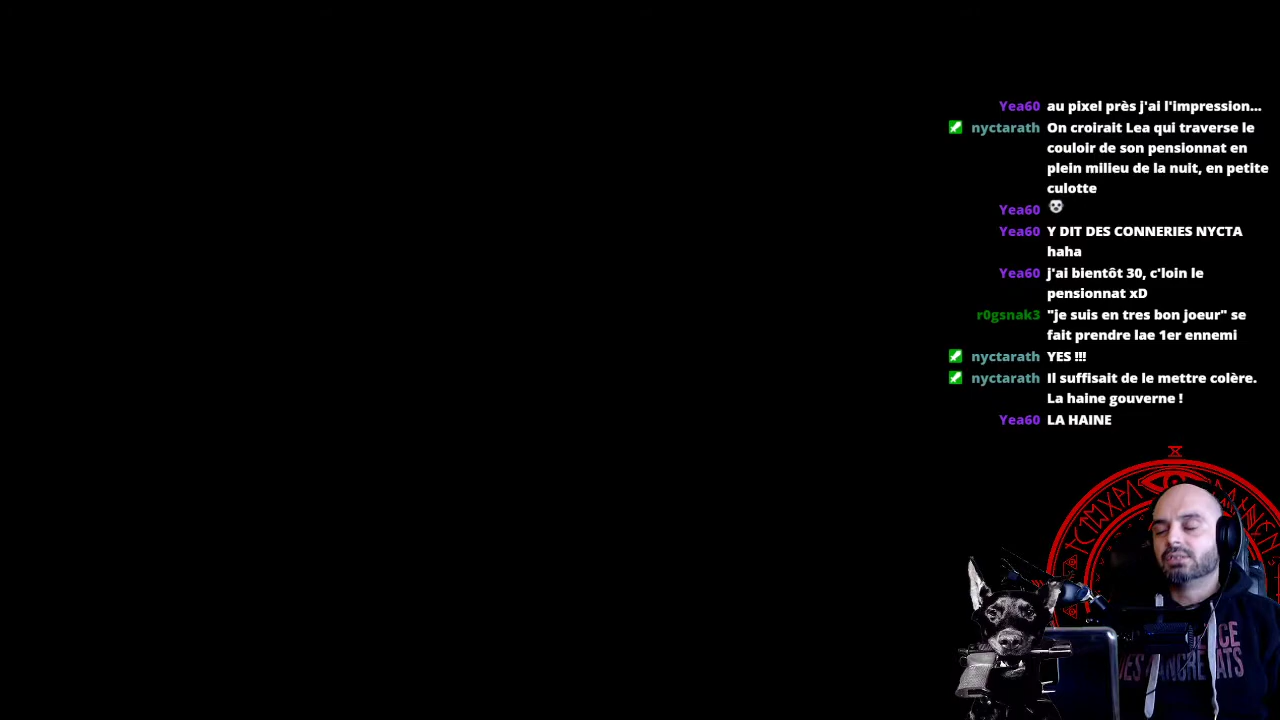 Yea60 au pixel près j'ai l'impression...
nyctarath On croirait Lea qui traverse le
couloir de son pensionnat en
plein milieu de la nuit, en petite
culotte
Yea60
Yea60 Y DIT DES CONNERIES NYCTA
haha
Yea60 j'ai bientôt 30, c'loin le
pensionnat xD
r0gsnak3 "je suis en tres bon joeur" se
fait prendre lae 1er ennemi
nyctarath YES !!!
nyctarath Il suffisait de le mettre colère.
La haine gouverne !
Yea60 LA HAINE